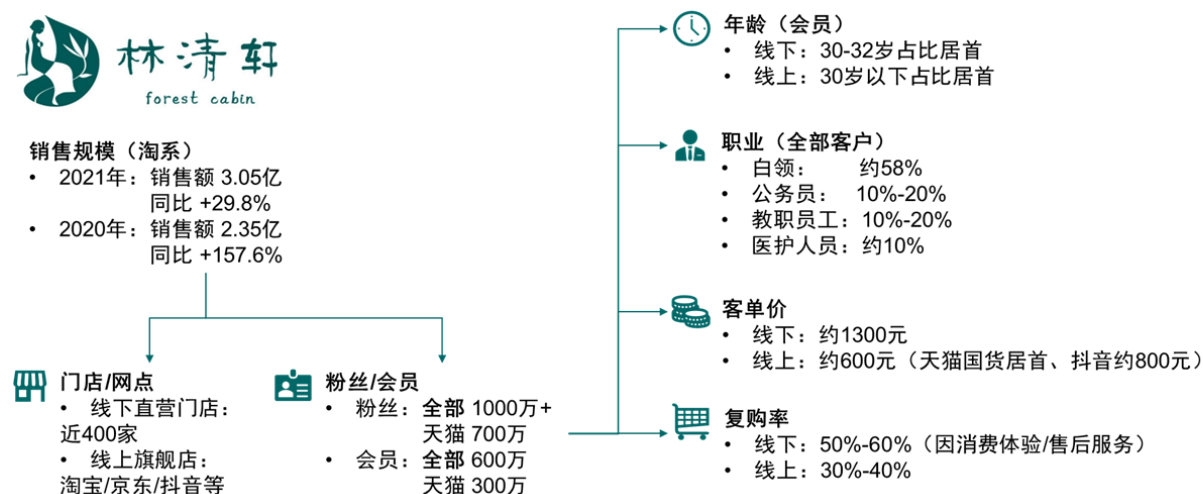 林清轩
forest cabin
销售规模（淘系）
• 2021年：销售额 3.05亿
同比 +29.8%
• 2020年：销售额 2.35亿
同比 +157.6%
门店/网点
• 线下直营门店：
近400家
• 线上旗舰店：
淘宝/京东/抖音等
粉丝/会员
• 粉丝：全部 1000万+
天猫 700万
• 会员：全部 600万
天猫 300万
年龄（会员）
• 线下：30-32岁占比居首
• 线上：30岁以下占比居首
职业（全部客户）
• 白领： 约58%
• 公务员： 10%-20%
• 教职员工：10%-20%
• 医护人员：约10%
客单价
• 线下：约1300元
• 线上：约600元（天猫国货居首、抖音约800元）
复购率
• 线下：50%-60%（因消费体验/售后服务）
• 线上：30%-40%